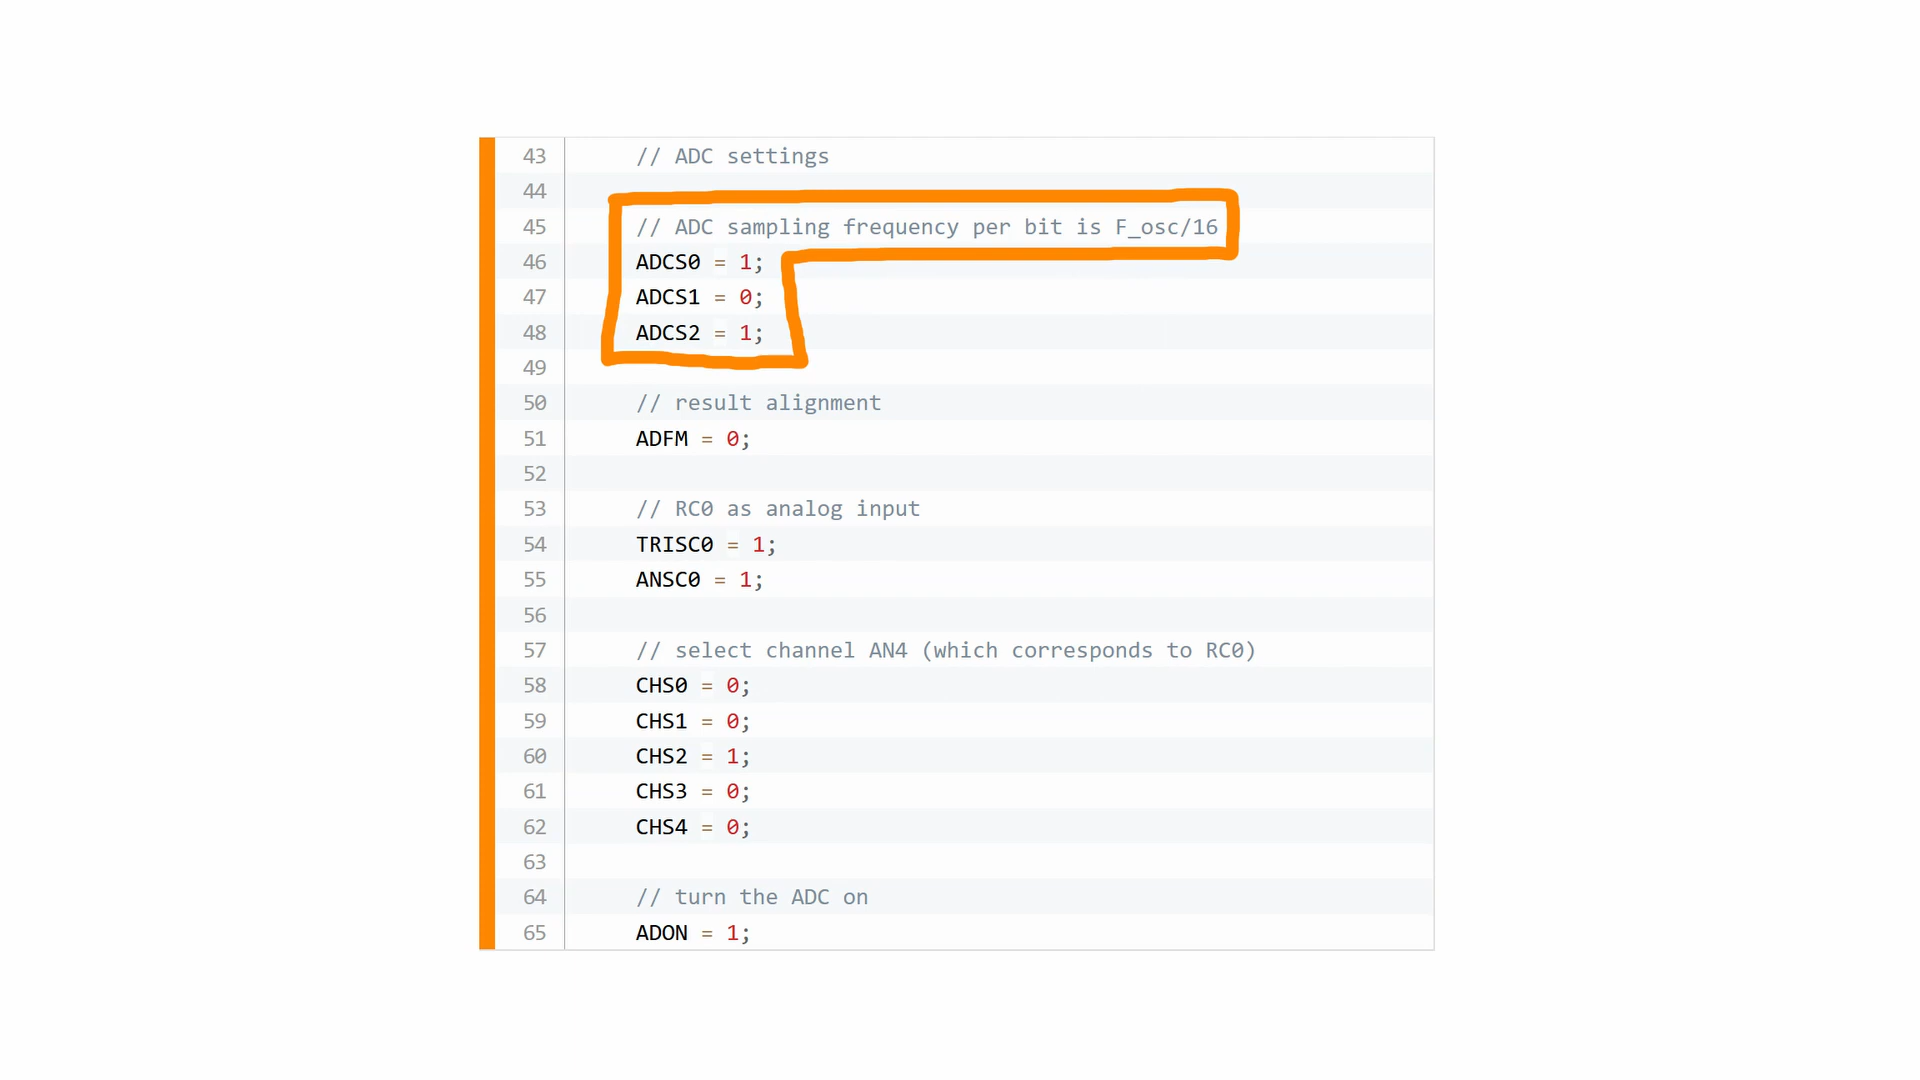 43 // ADC settings
44
45 // ADC sampling frequency per bit is F_osc/16
46 ADCS0 = 1;
47 ADCS1 = 0;
48 ADCS2 = 1;
49
50 // result alignment
51 ADFM = 0;
52
53 // RC0 as analog input
54 TRISC0 = 1;
55 ANSC0 = 1;
56
57 // select channel AN4 (which corresponds to RC0)
58 CHS0 = 0;
59 CHS1 = 0;
60 CHS2 = 1;
61 CHS3 = 0;
62 CHS4 = 0;
63
64 // turn the ADC on
65 ADON = 1;